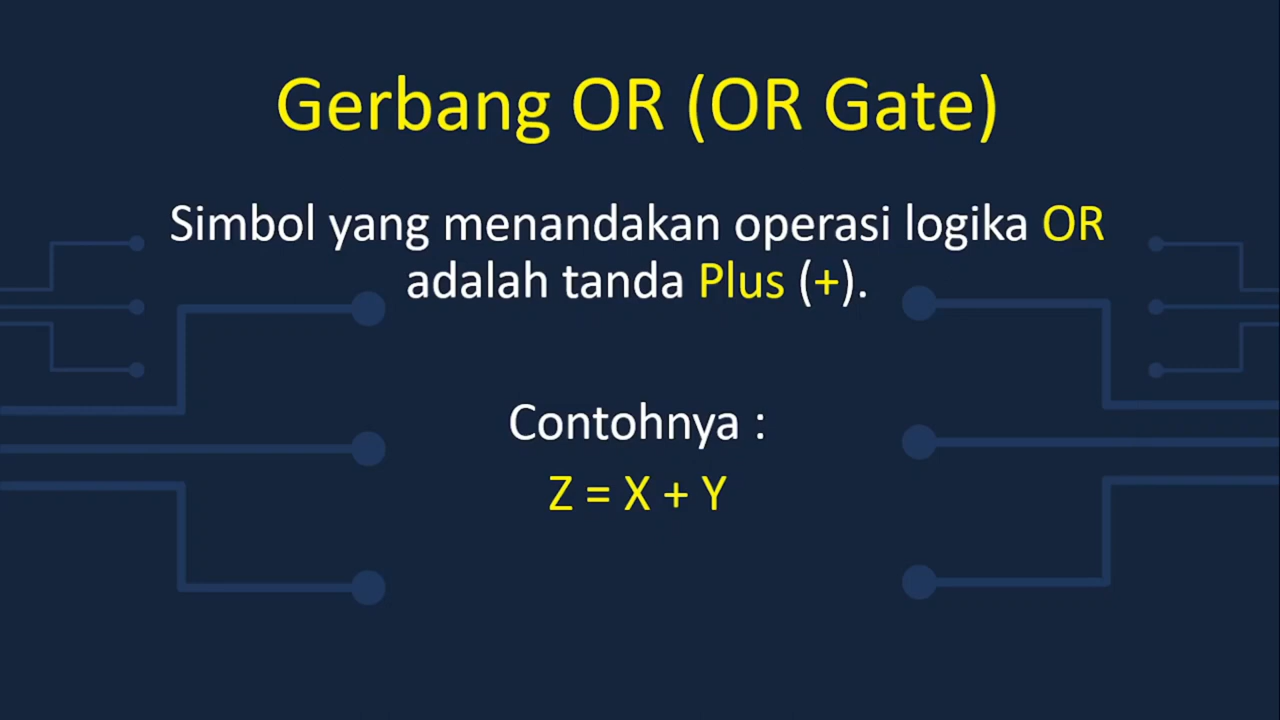 Gerbang OR (OR Gate)
Simbol yang menandakan operasi logika OR
adalah tanda Plus (+).
Contohnya :
Z = X + Y